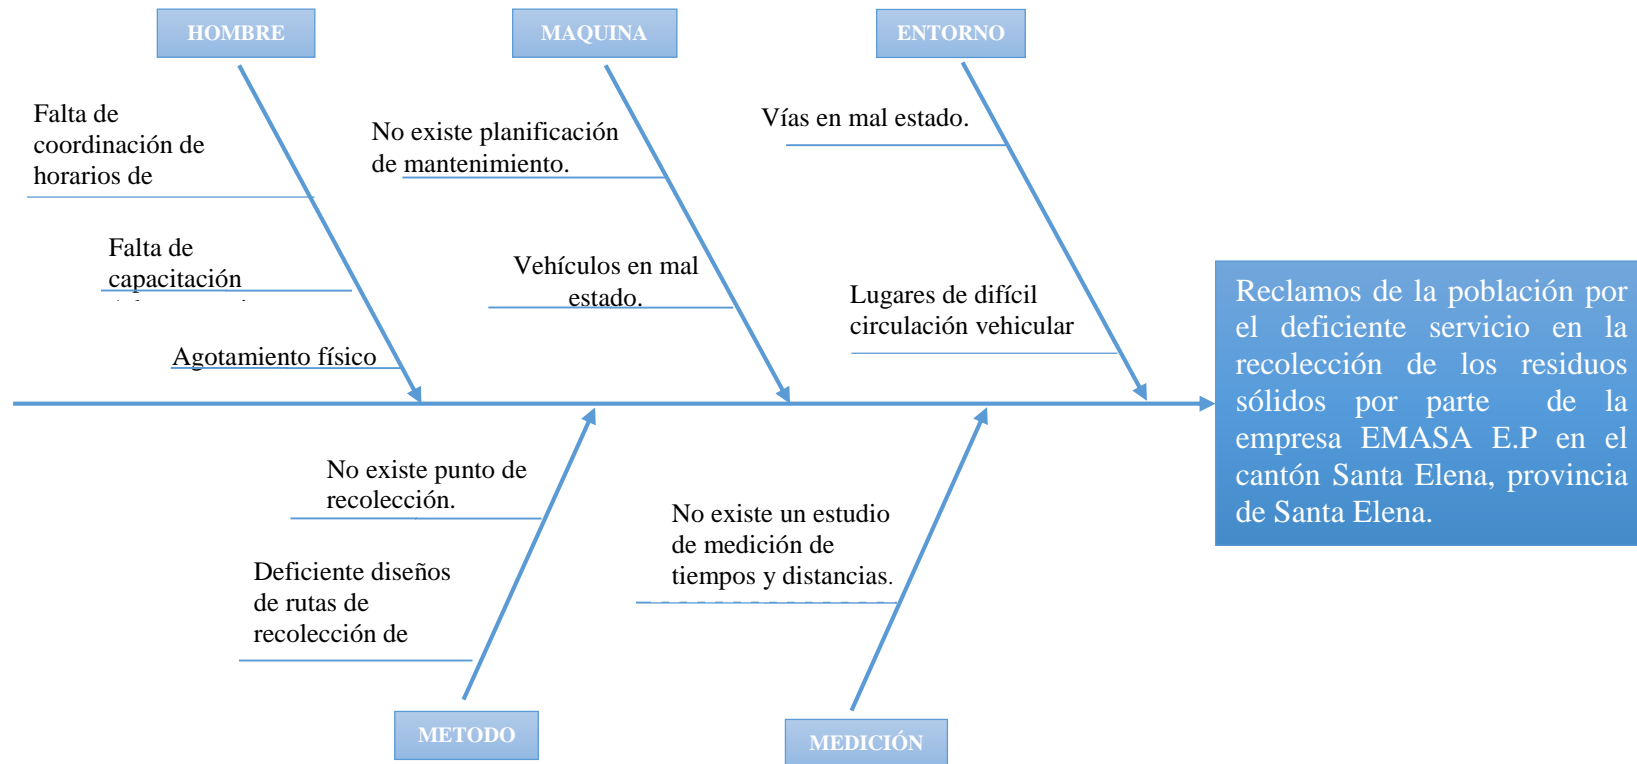 HOMBRE
MAQUINA
ENTORNO
Falta de
coordinación de
horarios de
Falta de
capacitación
Agotamiento físico
No existe planificación
de mantenimiento.
Vehículos en mal
estado.
Vías en mal estado.
Lugares de difícil
circulación vehicular
Reclamos de la población por
el deficiente servicio en la
recolección de los residuos
sólidos por parte de la
empresa EMASA E.P en el
cantón Santa Elena, provincia
de Santa Elena.
No existe punto de
recolección.
Deficiente diseños
de rutas de
recolección de
No existe un estudio
de medición de
tiempos y distancias.
METODO
MEDICIÓN